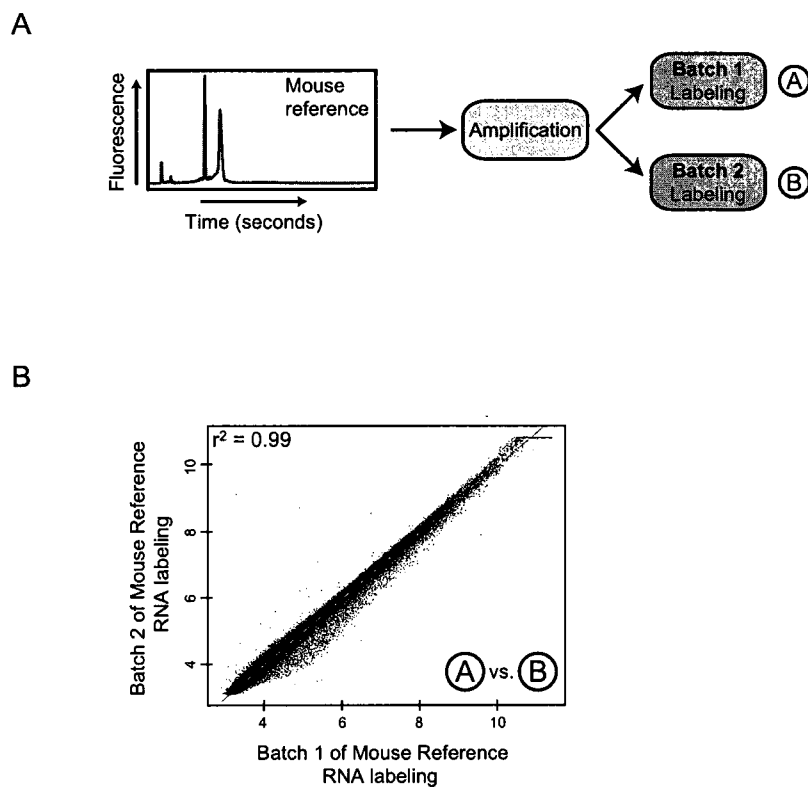 A
Fluorescence
Mouse
reference
Time (seconds)
Amplification
Batch 1
Labeling
A
Batch 2
Labeling
B
B
r² = 0.99
Batch 2 of Mouse Reference
RNA labeling
10
8
6
4
A vs. B
4
6
8
10
Batch 1 of Mouse Reference
RNA labeling